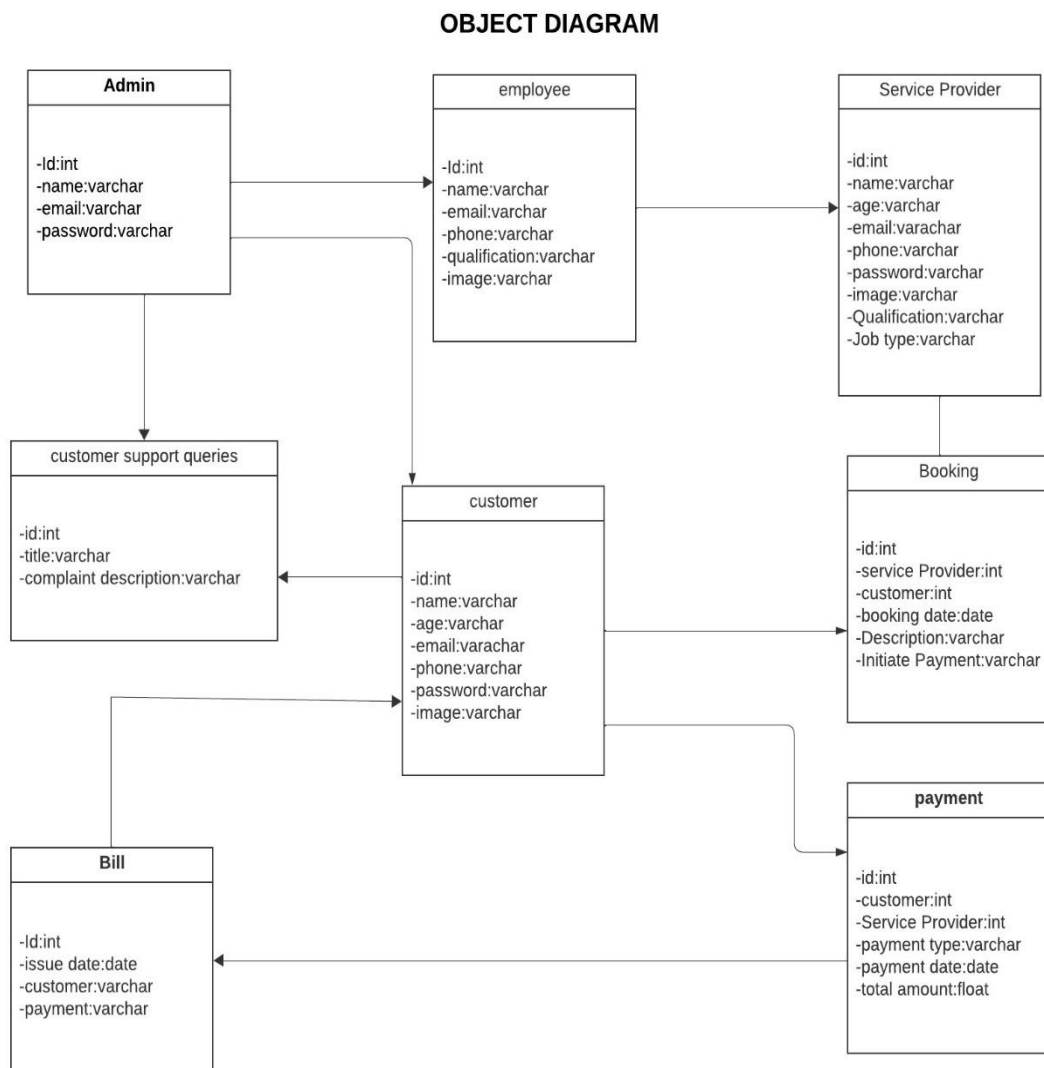 OBJECT DIAGRAM
Admin
-Id:int
-name:varchar
-email:varchar
-password:varchar
employee
-Id:int
-name:varchar
-email:varchar
-phone:varchar
-qualification:varchar
-image:varchar
Service Provider
-id:int
-name:varchar
-age:varchar
-email:varachar
-phone:varchar
-password:varchar
-image:varchar
-Qualification:varchar
-Job type:varchar
customer support queries
-id:int
-title:varchar
-complaint description:varchar
customer
-id:int
-name:varchar
-age:varchar
-email:varachar
-phone:varchar
-password:varchar
-image:varchar
Booking
-id:int
-service Provider:int
-customer:int
-booking date:date
-Description:varchar
-Initiate Payment:varchar
Bill
-Id:int
-issue date:date
-customer:varchar
-payment:varchar
payment
-id:int
-customer:int
-Service Provider:int
-payment type:varchar
-payment date:date
-total amount:float